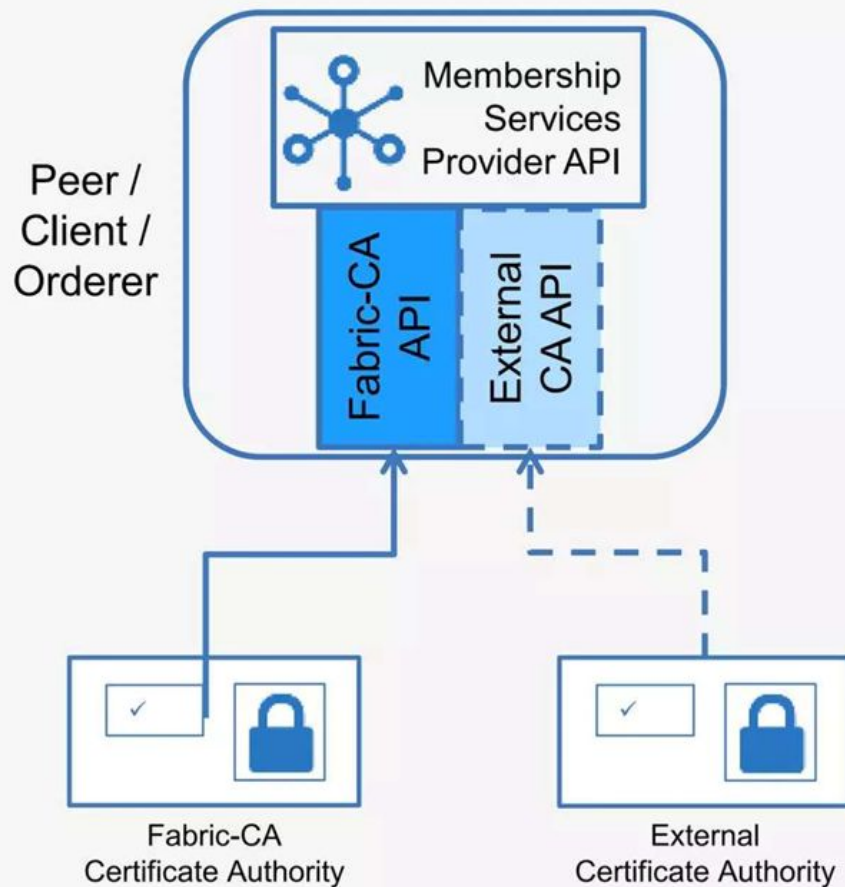 Membership
Services
Provider API
Peer /
Client /
Orderer
Fabric-CA
API
External
CA API
Fabric-CA
Certificate Authority
External
Certificate Authority